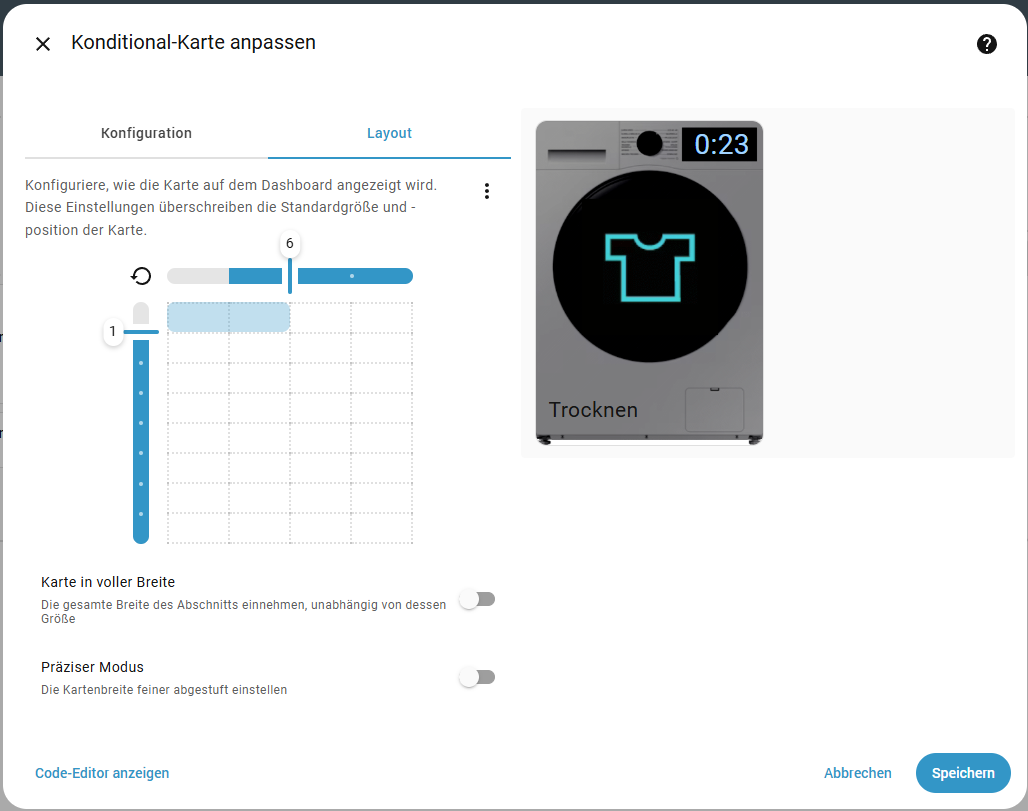 Konditional-Karte anpassen
Konfiguration
Layout
Konfiguriere, wie die Karte auf dem Dashboard angezeigt wird.
Diese Einstellungen überschreiben die Standardgröße und -
position der Karte.
6
1
0:23
Trocknen
Karte in voller Breite
Die gesamte Breite des Abschnitts einnehmen, unabhängig von dessen
Größe
Präziser Modus
Die Kartenbreite feiner abgestuft einstellen
Code-Editor anzeigen
Abbrechen
Speichern